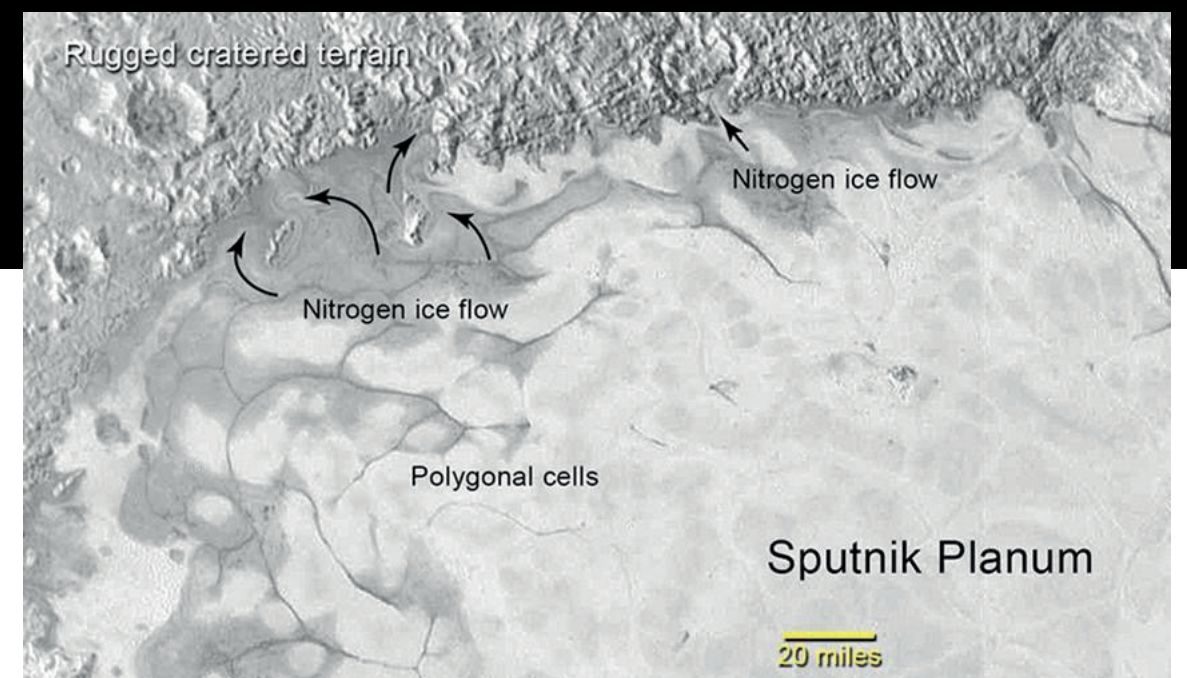 Rugged cratered terrain
Nitrogen ice flow
Nitrogen ice flow
Polygonal cells
Sputnik Planum
20 miles